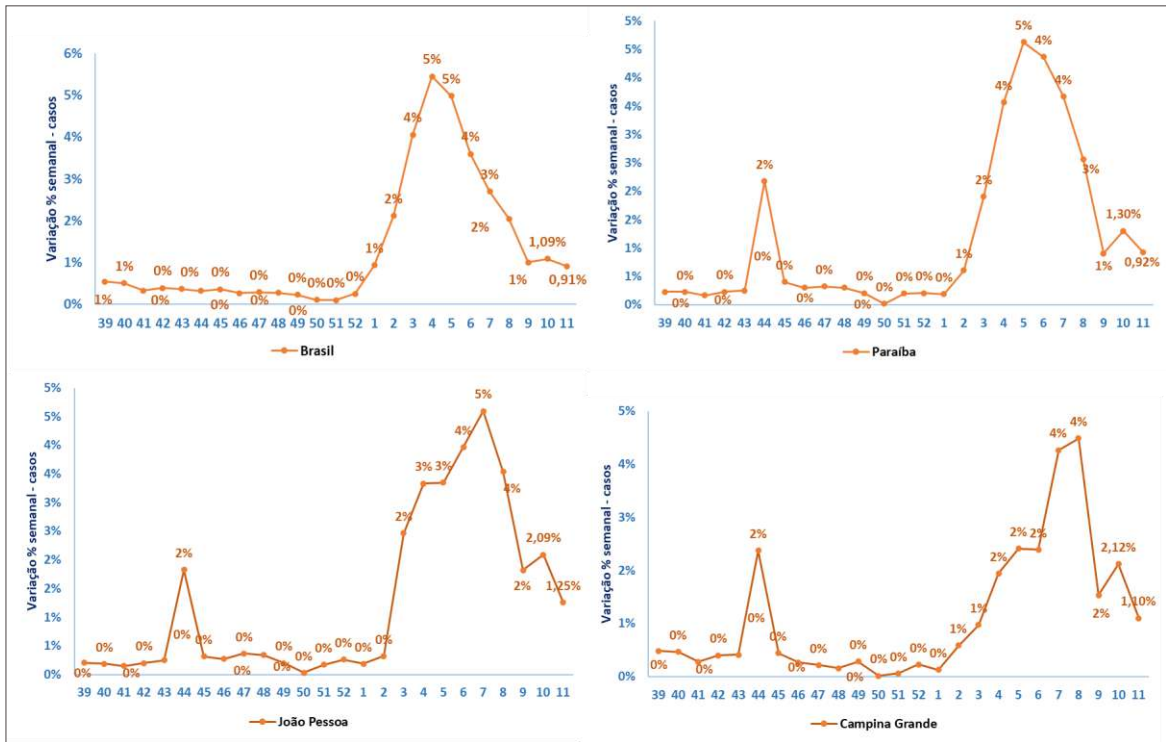 Variação % semanal - casos
6%
5%
4%
3%
2%
1%
0%
1% 1% 0% 0% 0% 0% 0% 0% 0% 0% 0% 0% 0% 1% 2% 4% 5% 5% 4% 3% 2% 1% 1,09% 0,91%
39 40 41 42 43 44 45 46 47 48 49 50 51 52 1 2 3 4 5 6 7 8 9 10 11
Brasil
Variação % semanal - casos
5%
5%
4%
4%
3%
3%
2%
2%
1%
1%
0%
0% 0% 0% 0% 2% 0% 0% 0% 0% 0% 0% 0% 0% 0% 0% 1% 2% 4% 5% 4% 4% 3% 1% 1,30% 0,92%
39 40 41 42 43 44 45 46 47 48 49 50 51 52 1 2 3 4 5 6 7 8 9 10 11
Paraíba
Variação % semanal - casos
5%
5%
4%
4%
3%
3%
2%
2%
1%
1%
0%
0% 0% 0% 0% 2% 0% 0% 0% 0% 0% 0% 0% 0% 0% 0% 0% 2% 3% 3% 4% 5% 4% 2% 2,09% 1,25%
39 40 41 42 43 44 45 46 47 48 49 50 51 52 1 2 3 4 5 6 7 8 9 10 11
João Pessoa
Variação % semanal - casos
5%
4%
3%
2%
1%
0%
0% 0% 0% 0% 2% 0% 0% 0% 0% 0% 0% 0% 0% 0% 0% 1% 1% 2% 2% 2% 4% 4% 2% 2,12% 1,10%
39 40 41 42 43 44 45 46 47 48 49 50 51 52 1 2 3 4 5 6 7 8 9 10 11
Campina Grande